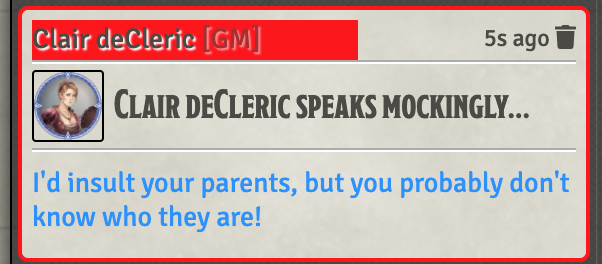 Clair deCleric [GM]
5s ago
Clair deCleric speaks mockingly...
I'd insult your parents, but you probably don't
know who they are!